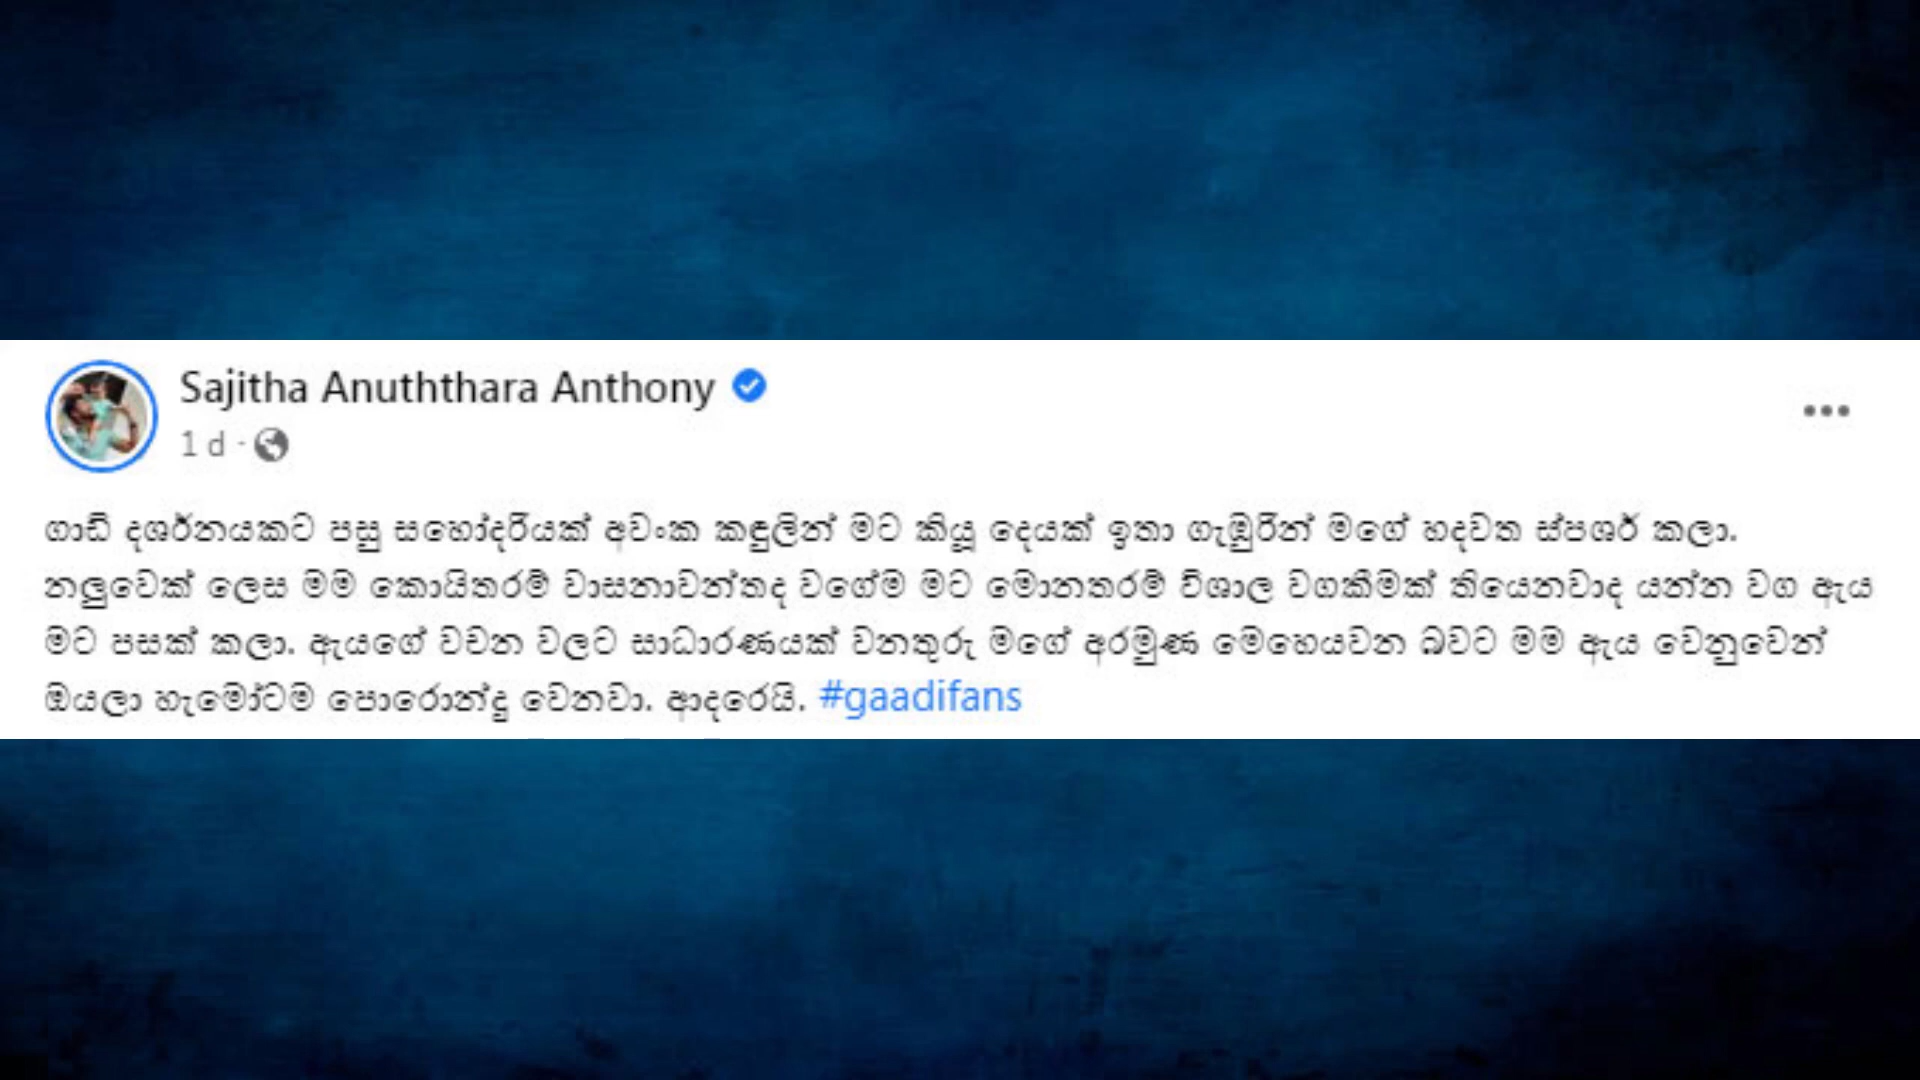 Sajitha Anuththara Anthony
1 d ·
ගාඩි දර්ශනයකට පසු සහෝදරියක් අවංක කඳුලින් මට කියූ දෙයක් ඉතා ගැඹුරින් මගේ හදවත ස්පර්ශ කලා.
නලුවෙක් ලෙස මම කොයිතරම් වාසනාවන්තද වගේම මට මොනතරම් විශාල වගකීමක් තියෙනවාද යන්න වග ඇය
මට පසක් කලා. ඇයගේ වචන වලට සාධාරණයක් වනතුරු මගේ අරමුණ මෙහෙයවන බවට මම ඇය වෙනුවෙන්
ඔයලා හැමෝටම පොරොන්දු වෙනවා. ආදරෙයි. #gaadifans